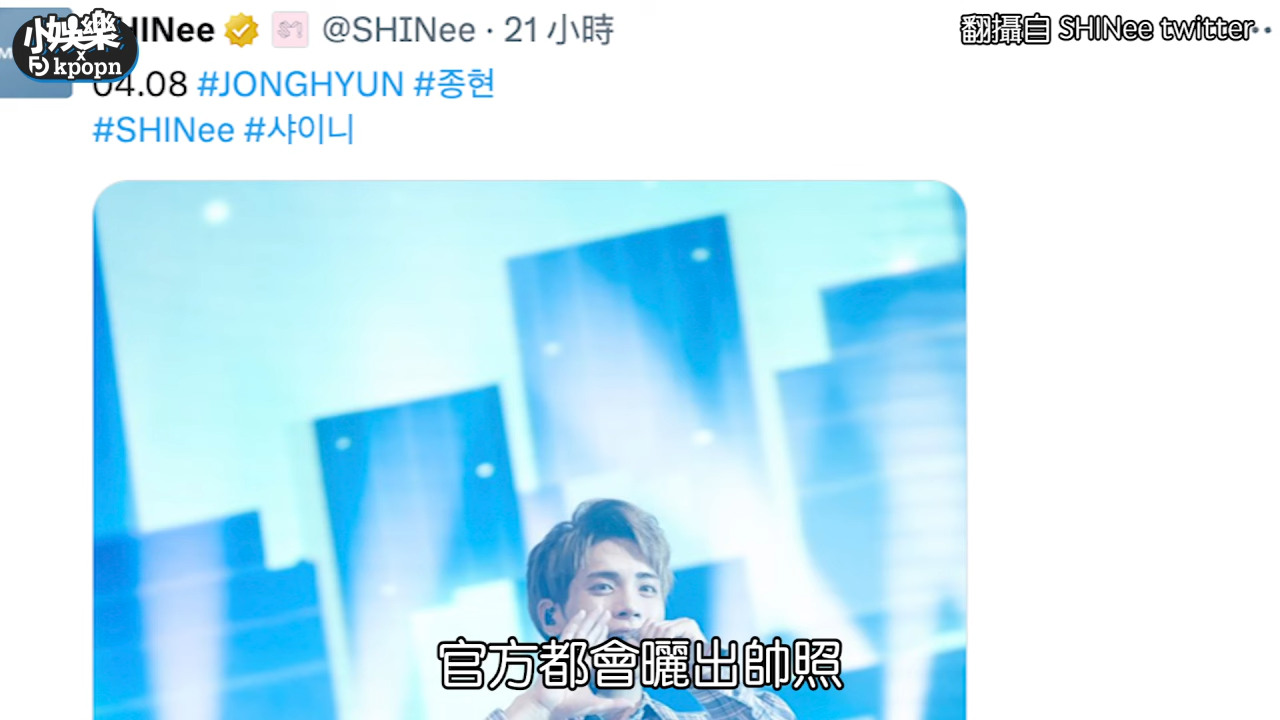 小娛樂
x
kpopn
翻攝自 SHINee twitter
@SHINee · 21 小時
04.08 #JONGHYUN #종현
#SHINee #샤이니
官方都會曬出帥照